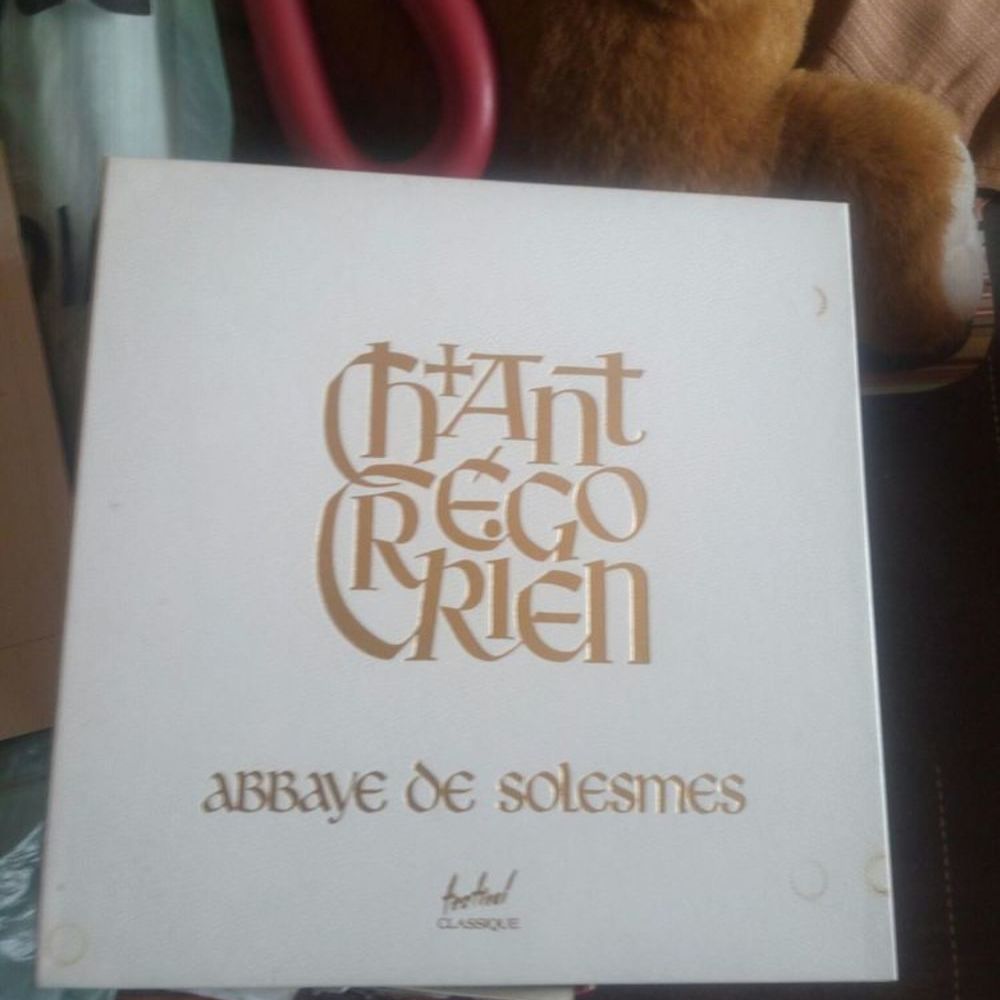 Chant
Grégo
rien
abbaye de solesmes
festival
CLASSIQUE